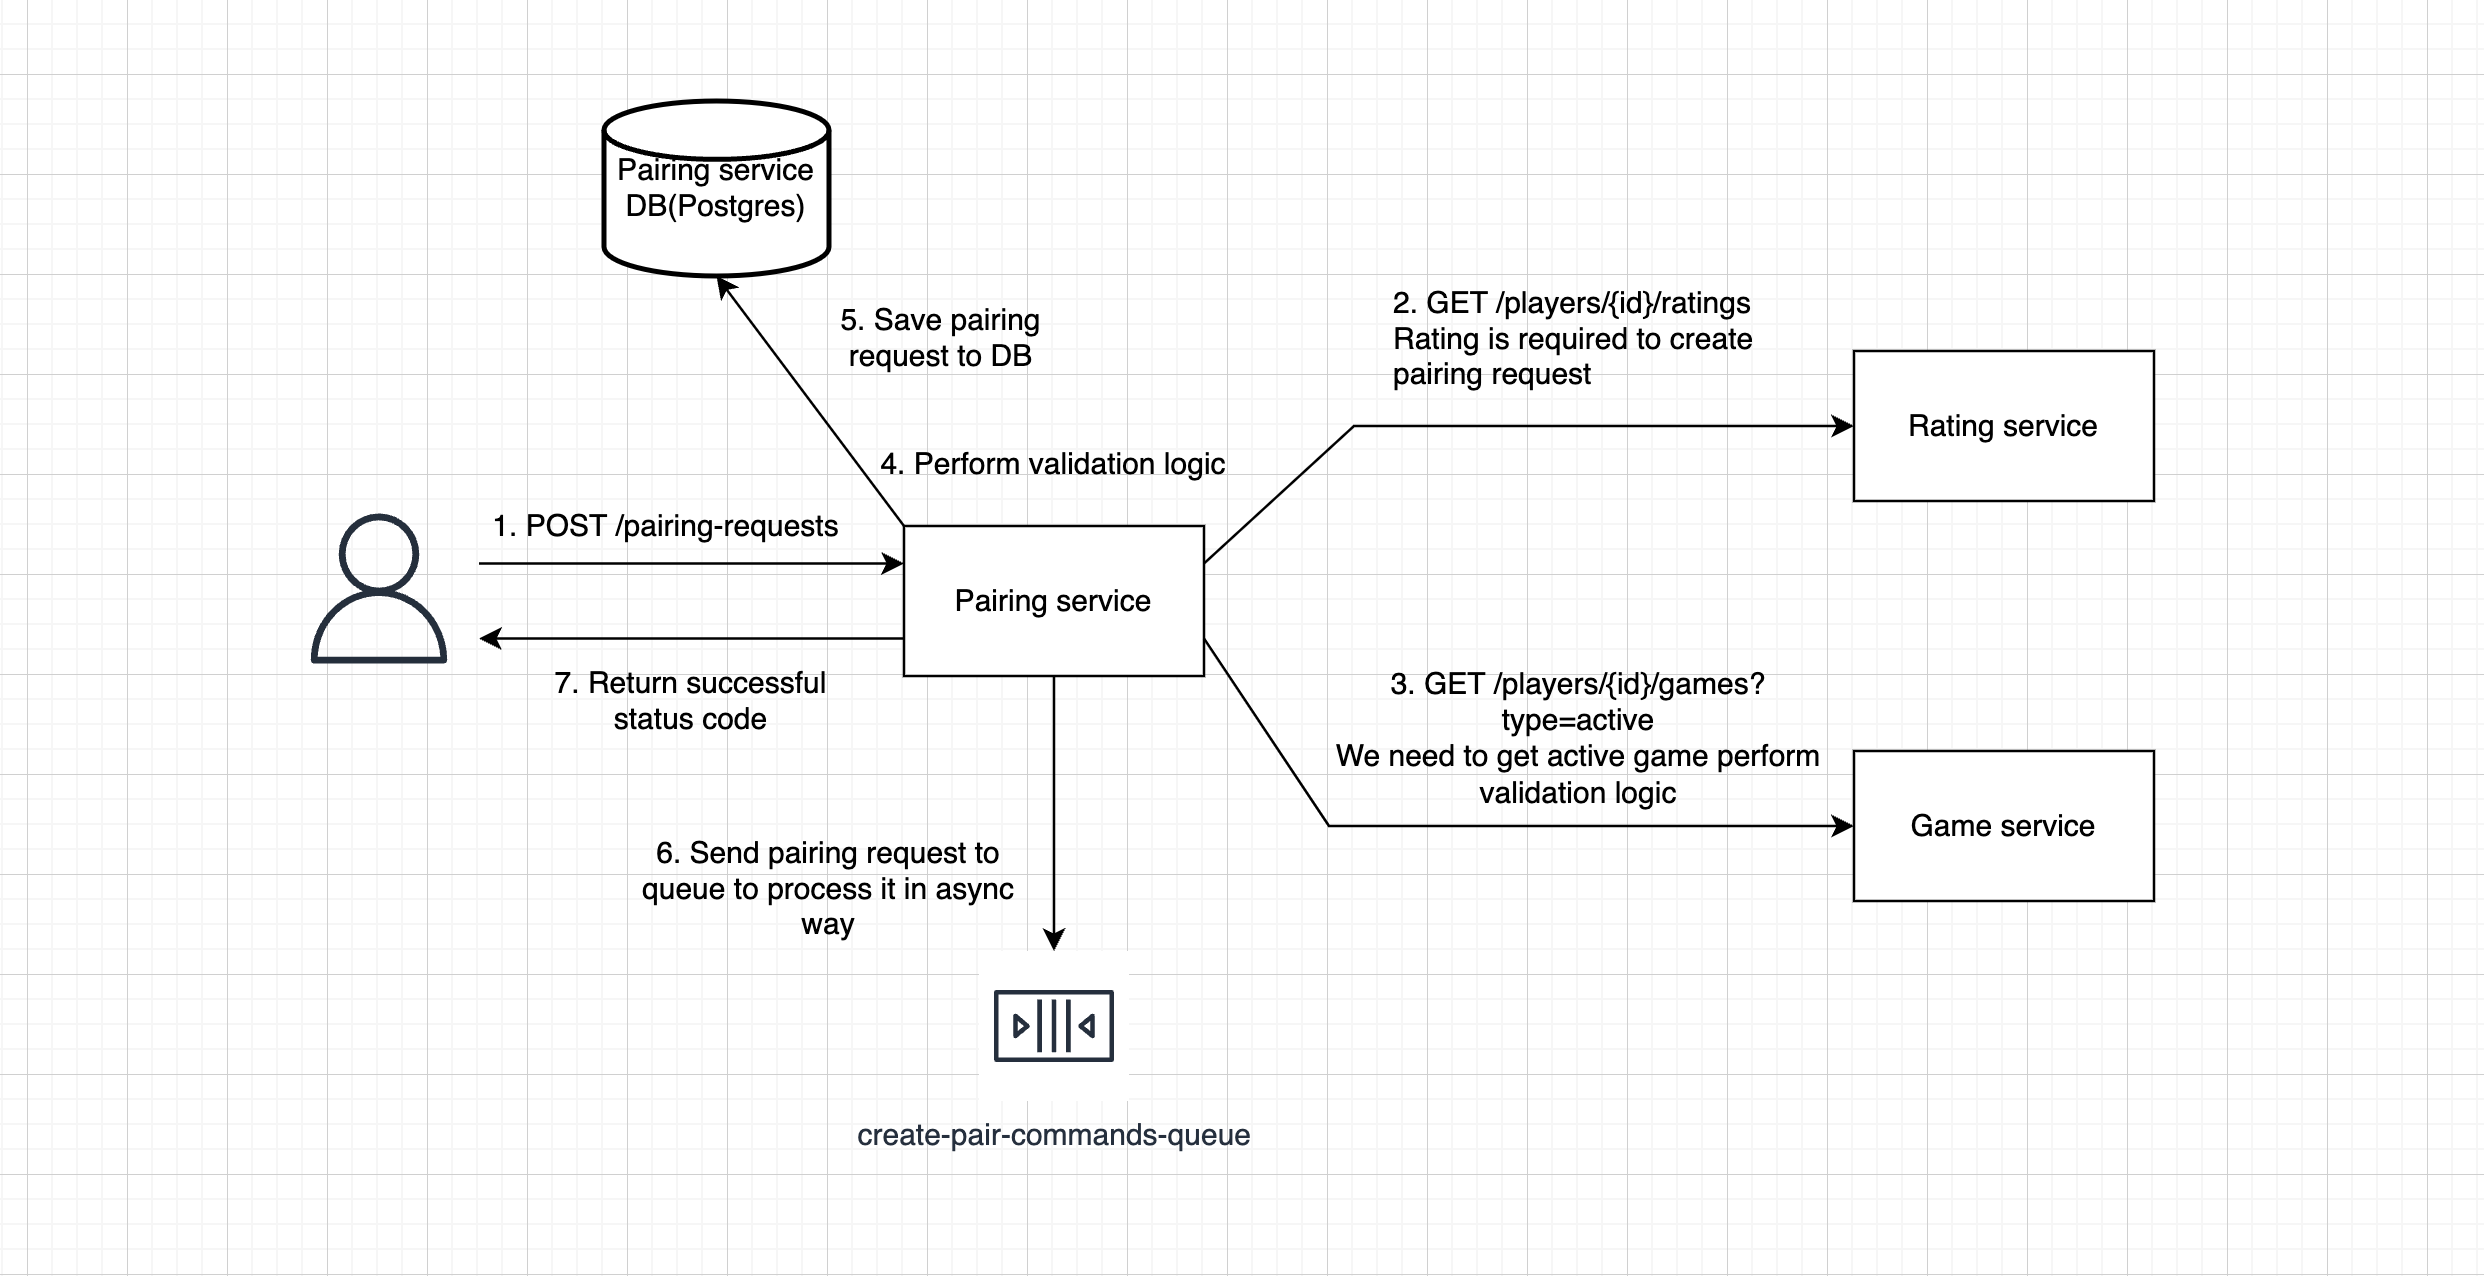 Pairing service
DB(Postgres)
5. Save pairing
request to DB
2. GET /players/{id}/ratings
Rating is required to create
pairing request
Rating service
4. Perform validation logic
1. POST /pairing-requests
Pairing service
7. Return successful
status code
3. GET /players/{id}/games?
type=active
We need to get active game perform
validation logic
Game service
6. Send pairing request to
queue to process it in async
way
create-pair-commands-queue